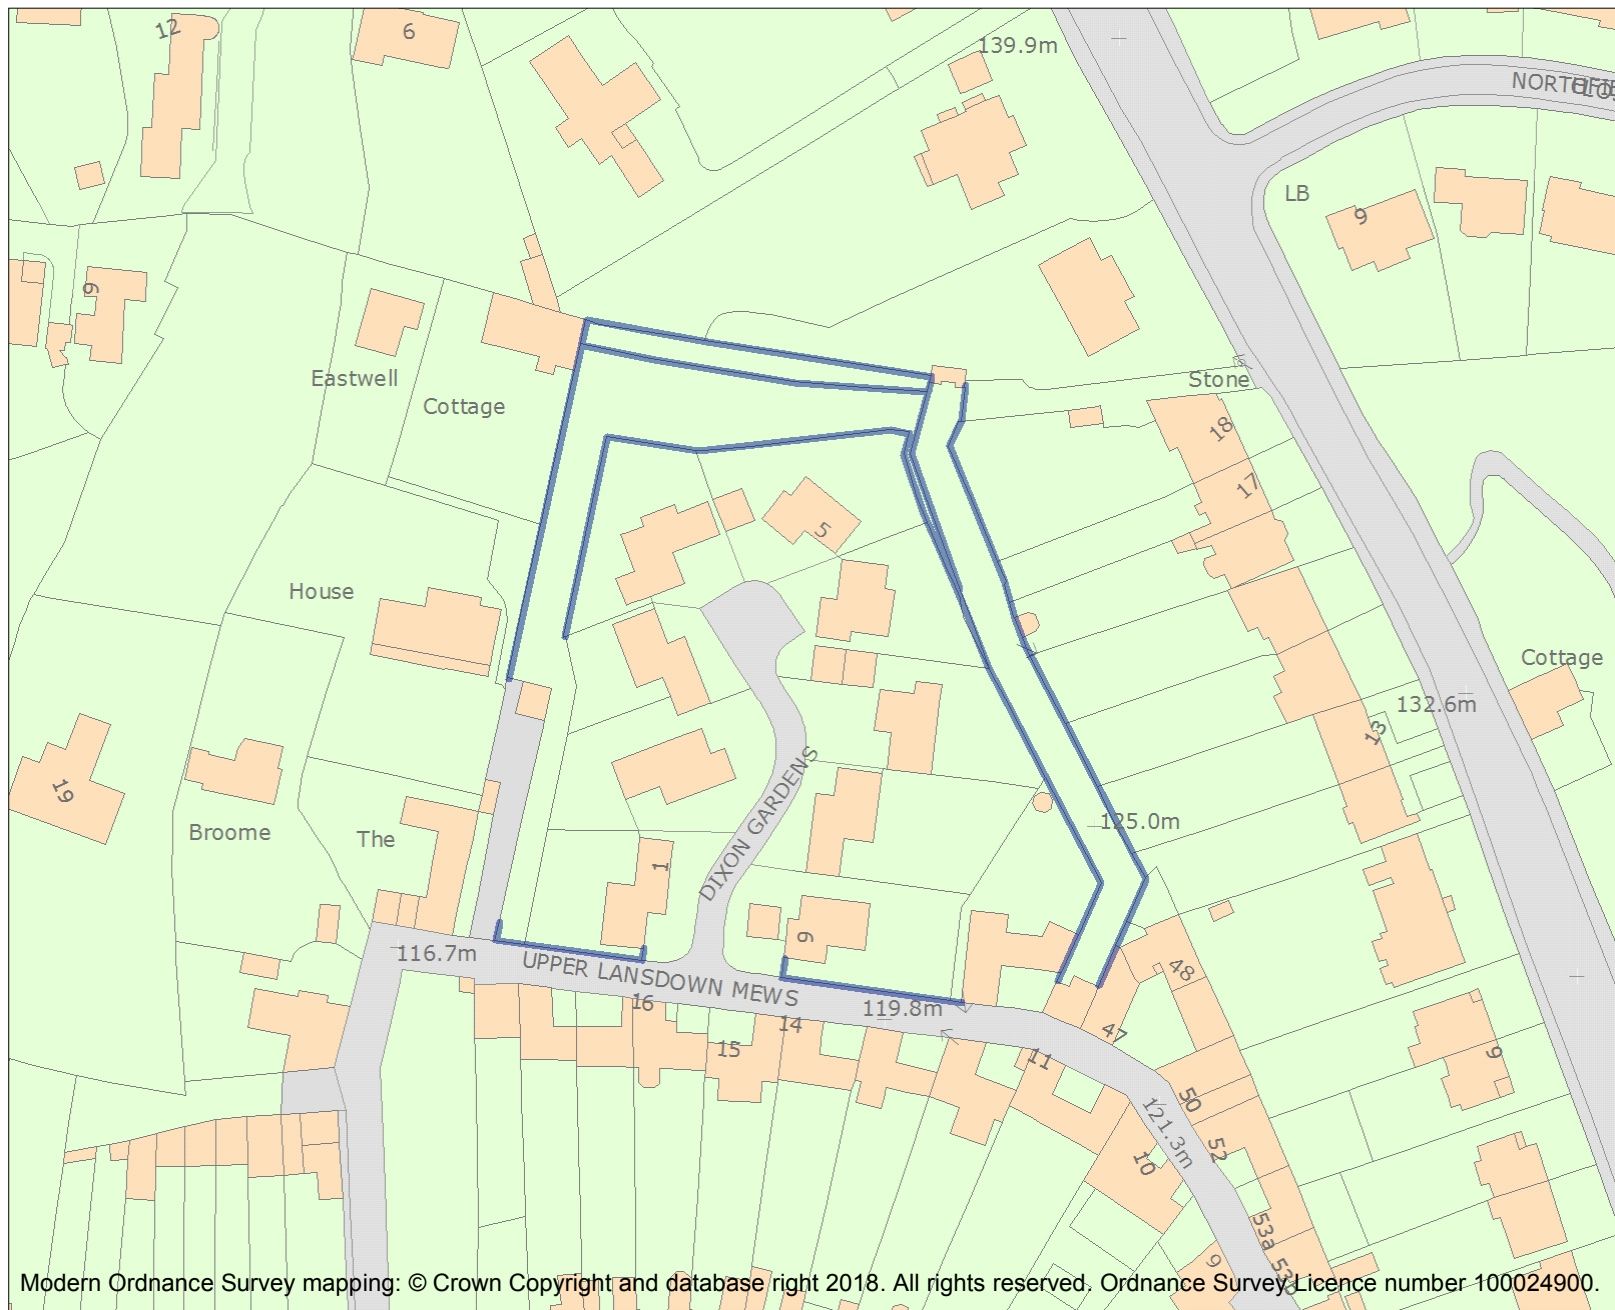 12
6
139.9m
NORTHFIE
LB
9
9
Eastwell
Cottage
Stone
18
17
5
House
Cottage
132.6m
13
19
Broome
The
1
DIXON GARDENS
125.0m
9
116.7m
UPPER LANSDOWN MEWS
16
14
15
119.8m
11
47
48
50
52
121.3m
10
9
53a
9
Modern Ordnance Survey mapping: © Crown Copyright and database right 2018. All rights reserved. Ordnance Survey Licence number 100024900.